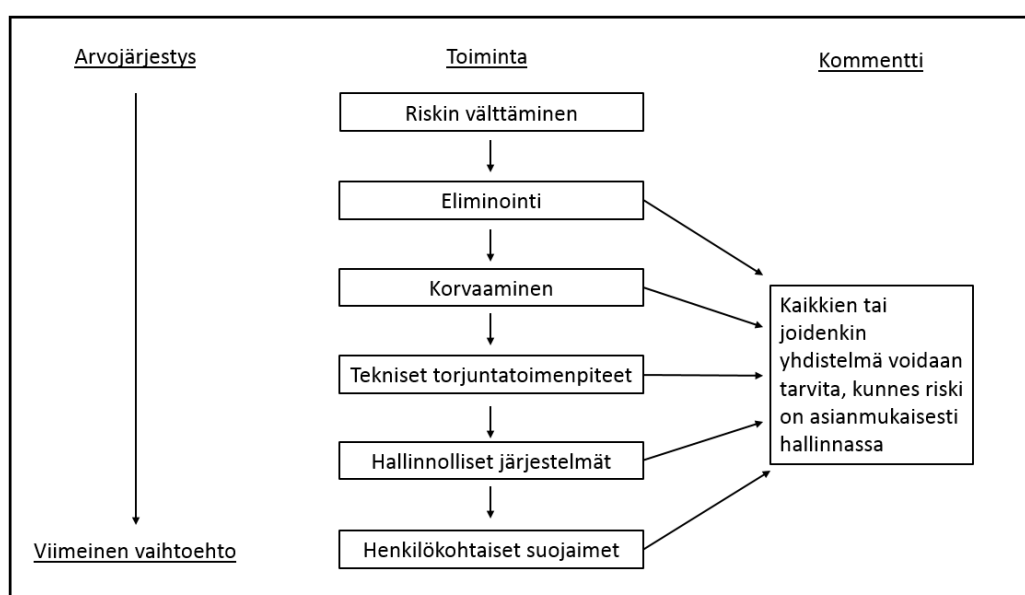 Arvojärjestys
Toiminta
Kommentti
Riskin välttäminen
Eliminointi
Korvaaminen
Tekniset torjuntatoimenpiteet
Hallinnolliset järjestelmät
Henkilökohtaiset suojaimet
Viimeinen vaihtoehto
Kaikkien tai
joidenkin
yhdistelmä voidaan
tarvita, kunnes riski
on asianmukaisesti
hallinnassa